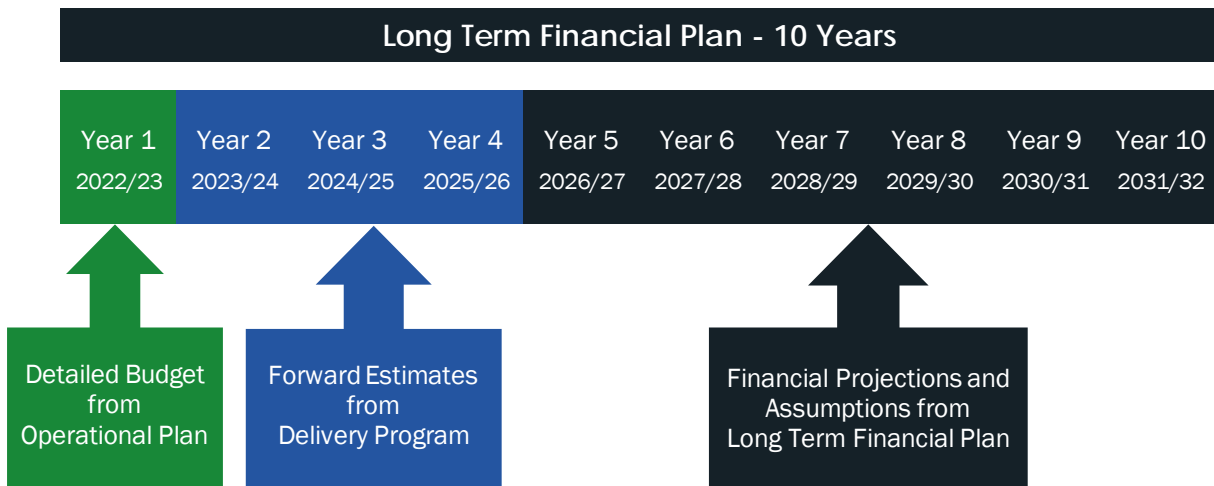 Long Term Financial Plan - 10 Years
Year 1 Year 2 Year 3 Year 4 Year 5 Year 6 Year 7 Year 8 Year 9 Year 10
2022/23 2023/24 2024/25 2025/26 2026/27 2027/28 2028/29 2029/30 2030/31 2031/32
Detailed Budget
from
Operational Plan
Forward Estimates
from
Delivery Program
Financial Projections and
Assumptions from
Long Term Financial Plan